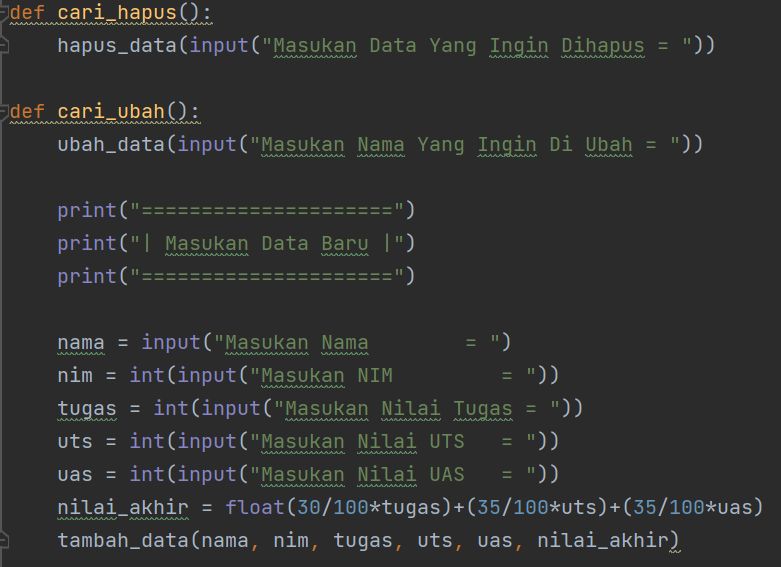 def cari_hapus():
    hapus_data(input("Masukan Data Yang Ingin Dihapus = "))
def cari_ubah():
    ubah_data(input("Masukan Nama Yang Ingin Di Ubah = "))
    print("=====================")
    print("| Masukan Data Baru |")
    print("=====================")
    nama = input("Masukan Nama        = ")
    nim = int(input("Masukan NIM         = "))
    tugas = int(input("Masukan Nilai Tugas = "))
    uts = int(input("Masukan Nilai UTS   = "))
    uas = int(input("Masukan Nilai UAS   = "))
    nilai_akhir = float(30/100*tugas)+(35/100*uts)+(35/100*uas)
    tambah_data(nama, nim, tugas, uts, uas, nilai_akhir)